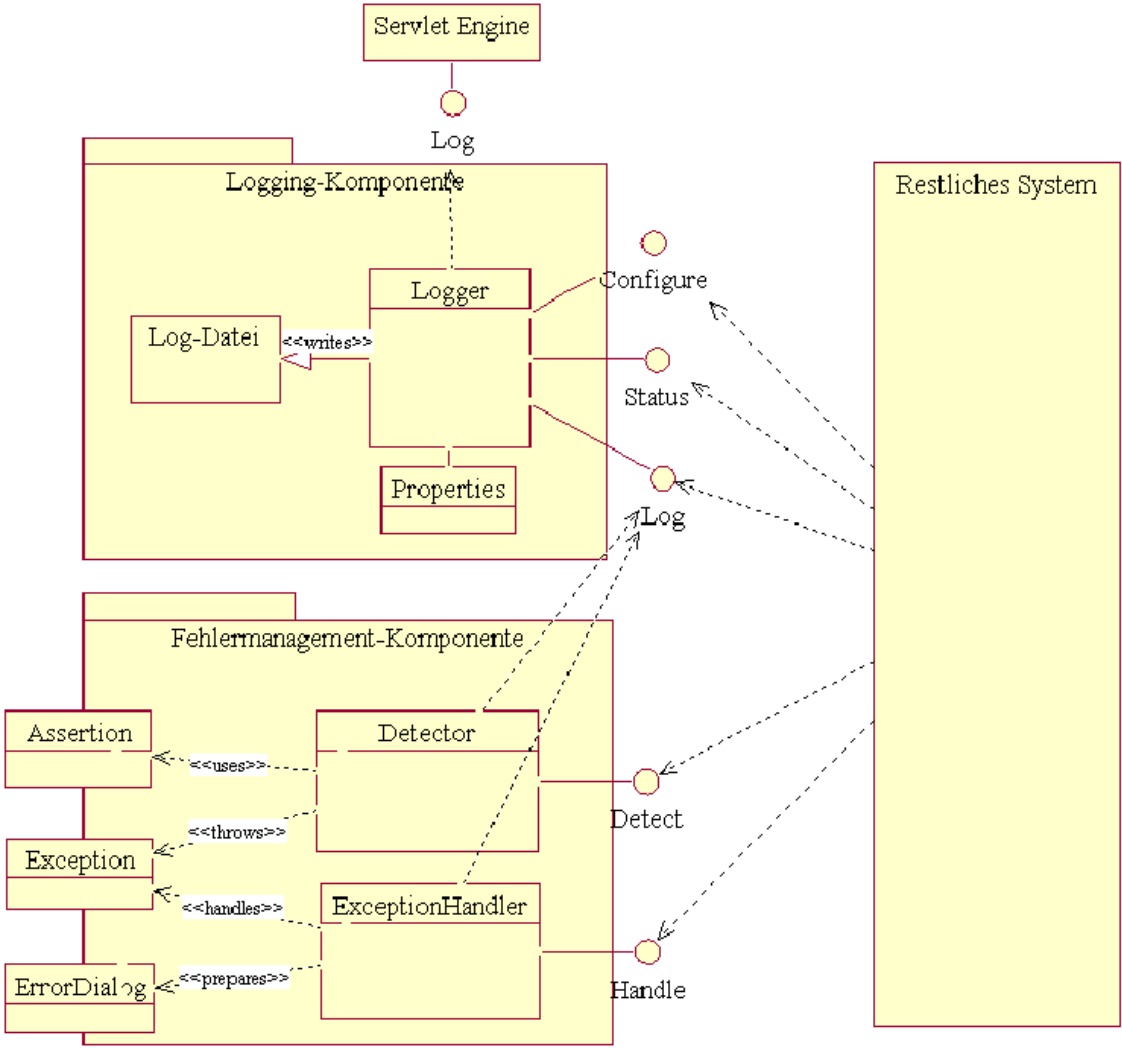 Servlet Engine
Log
Logging-Komponente
Restliches System
Configure
Logger
Log-Datei
<<writes>>
Status
Properties
Log
Fehlermanagement-Komponente
Assertion
Detector
<<uses>>
Detect
<<throws>>
Exception
<<handles>>
ExceptionHandler
ErrorDialog
<<prepares>>
Handle